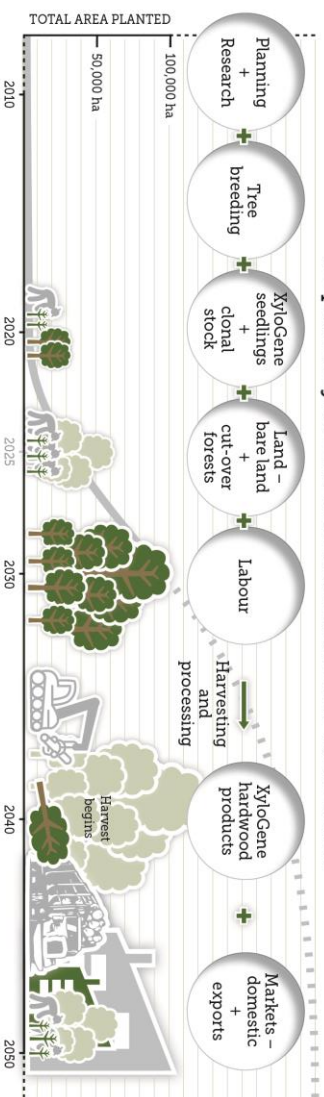 TOTAL AREA PLANTED
100,000 ha
50,000 ha
Planning
+
Research
+
Tree
breeding
+
XyloGene
seedlings
+
clonal
stock
+
Land –
bare land
+
cut-over
forests
+
Labour
Harvesting
and
processing
XyloGene
hardwood
products
+
Markets –
domestic
+
exports
Harvest
begins
2010
2020
2025
2030
2040
2050